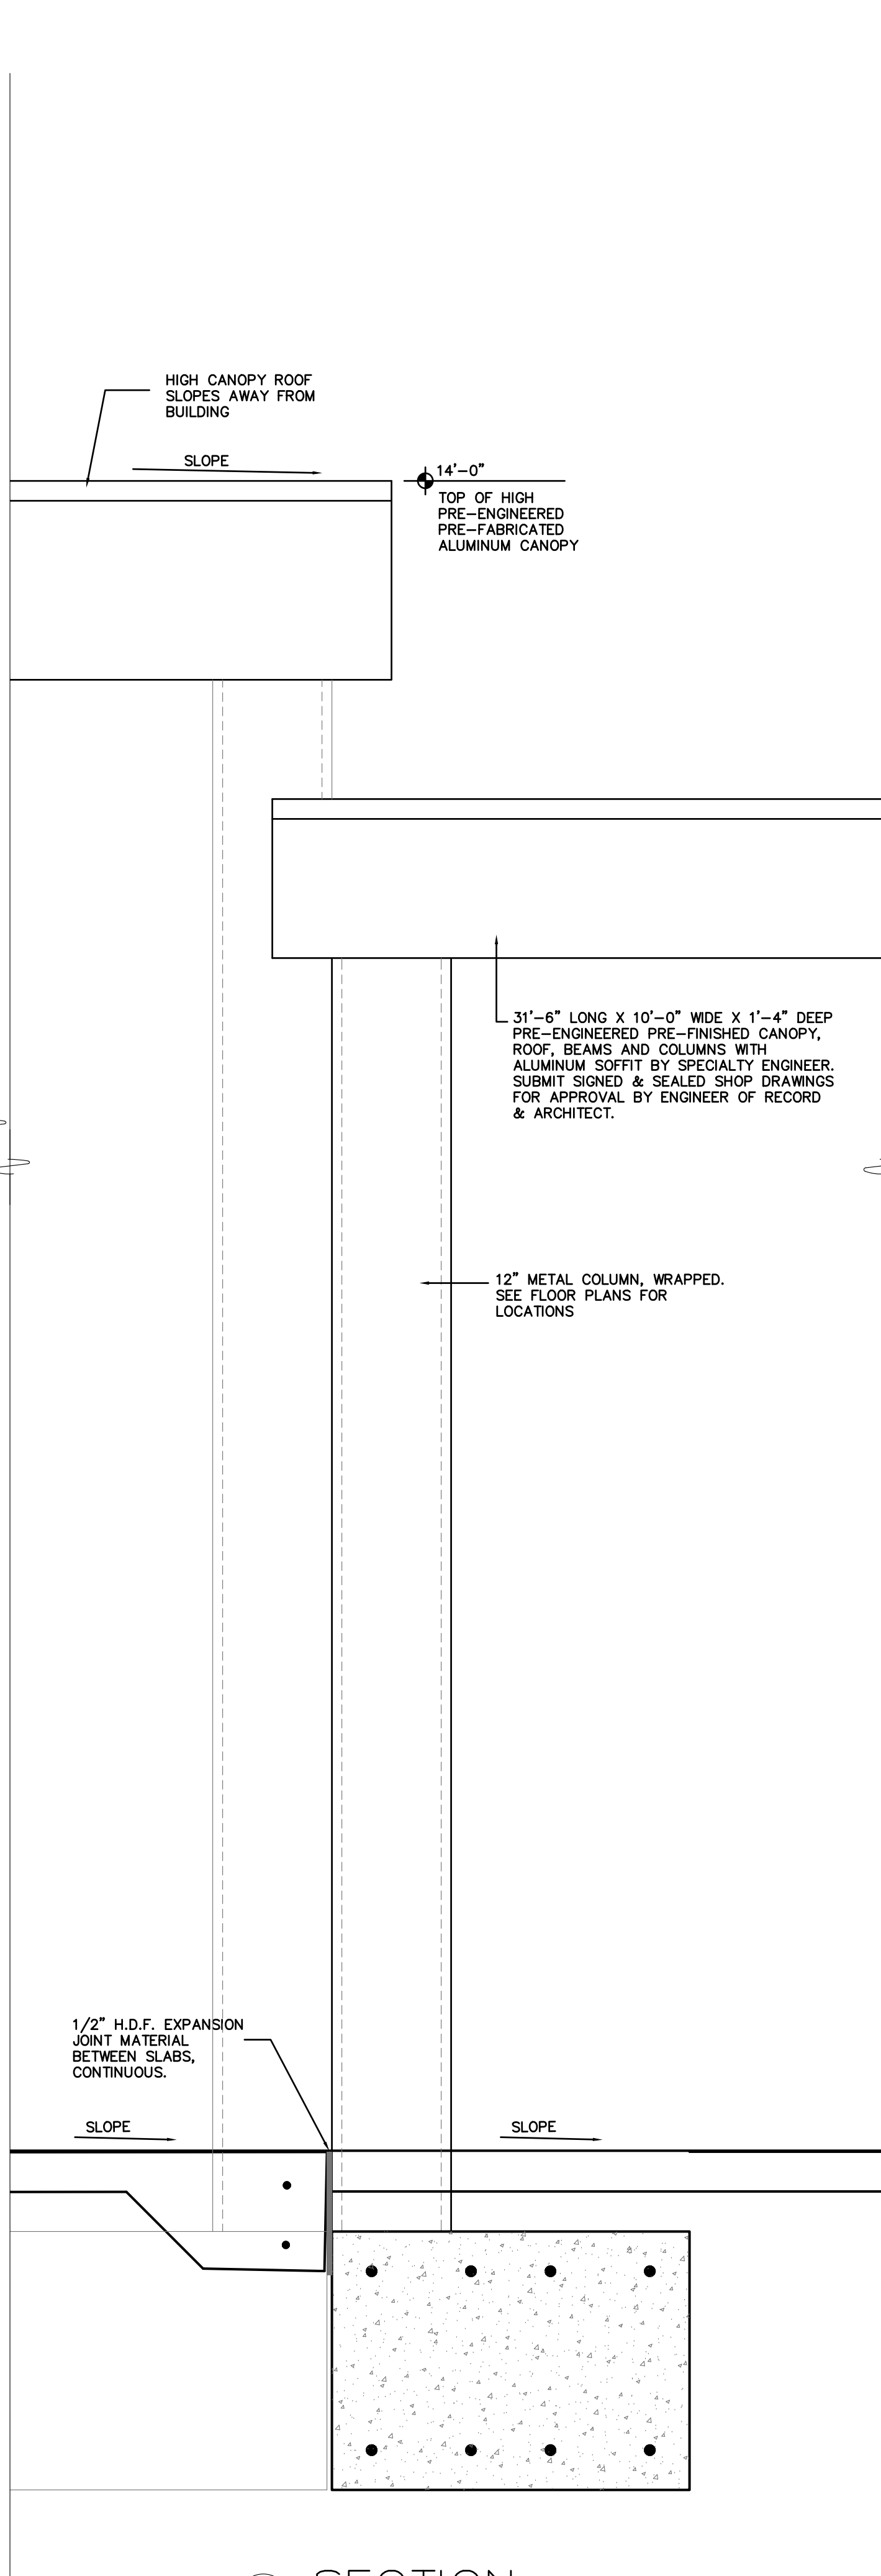 HIGH CANOPY ROOF
SLOPES AWAY FROM
BUILDING
SLOPE
14'-0"
TOP OF HIGH
PRE-ENGINEERED
PRE-FABRICATED
ALUMINUM CANOPY
31'-6" LONG X 10'-0" WIDE X 1'-4" DEEP
PRE-ENGINEERED PRE-FINISHED CANOPY,
ROOF, BEAMS AND COLUMNS WITH
ALUMINUM SOFFIT BY SPECIALTY ENGINEER.
SUBMIT SIGNED & SEALED SHOP DRAWINGS
FOR APPROVAL BY ENGINEER OF RECORD
& ARCHITECT.
12" METAL COLUMN, WRAPPED.
SEE FLOOR PLANS FOR
LOCATIONS
1/2" H.D.F. EXPANSION
JOINT MATERIAL
BETWEEN SLABS,
CONTINUOUS.
SLOPE
SLOPE
SECTION